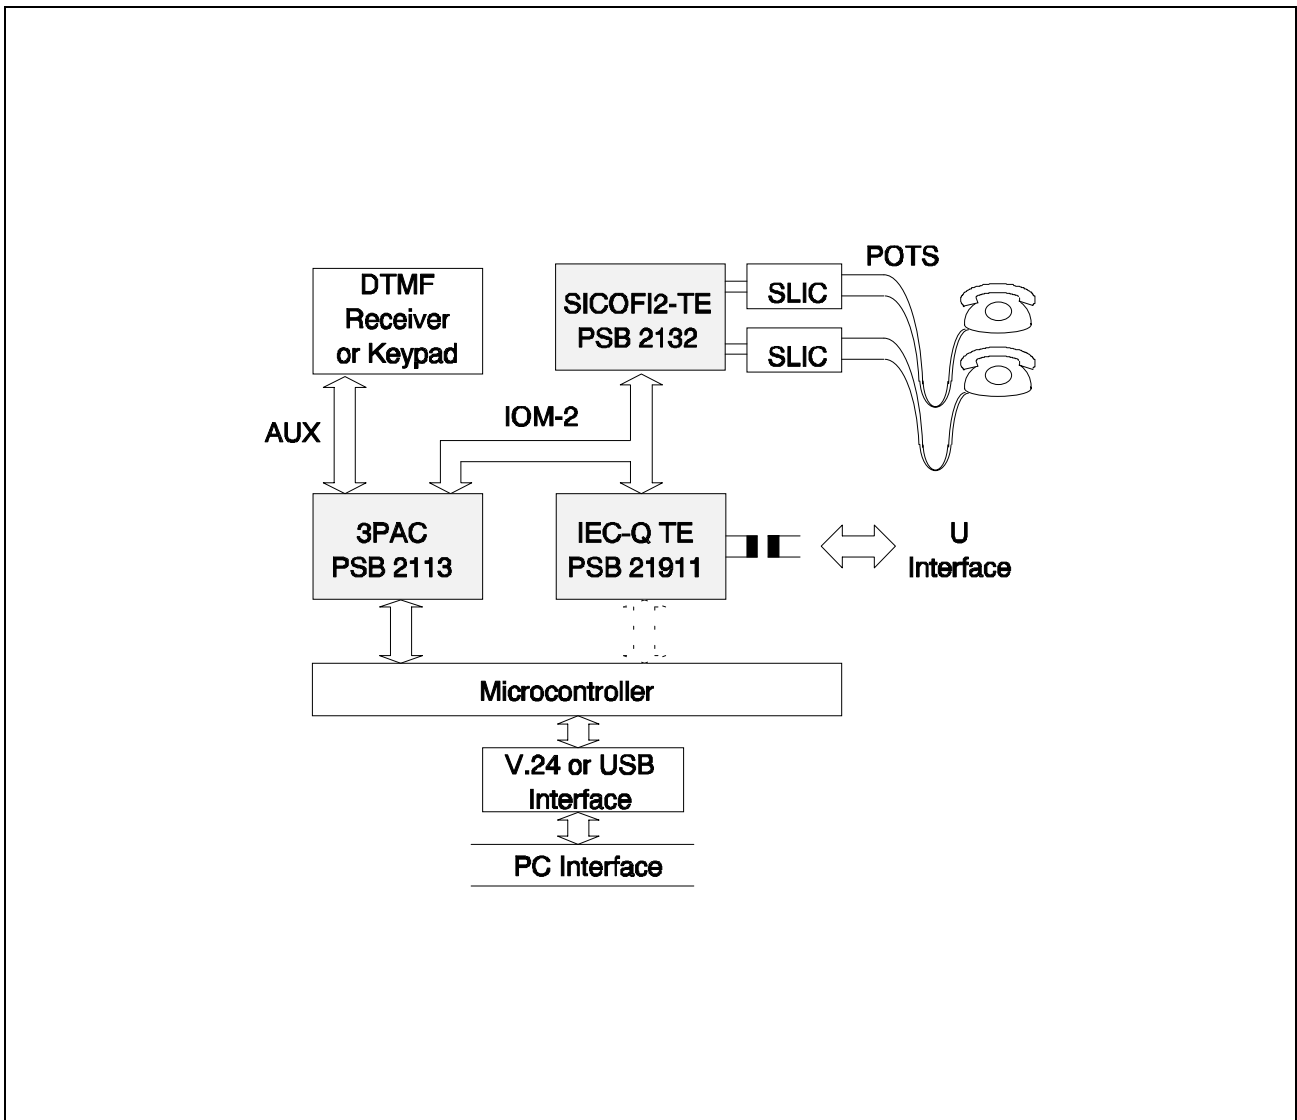 POTS
DTMF
Receiver
or Keypad
SICOFI2-TE
PSB 2132
SLIC
SLIC
AUX
IOM-2
3PAC
PSB 2113
IEC-Q TE
PSB 21911
U
Interface
Microcontroller
V.24 or USB
Interface
PC Interface